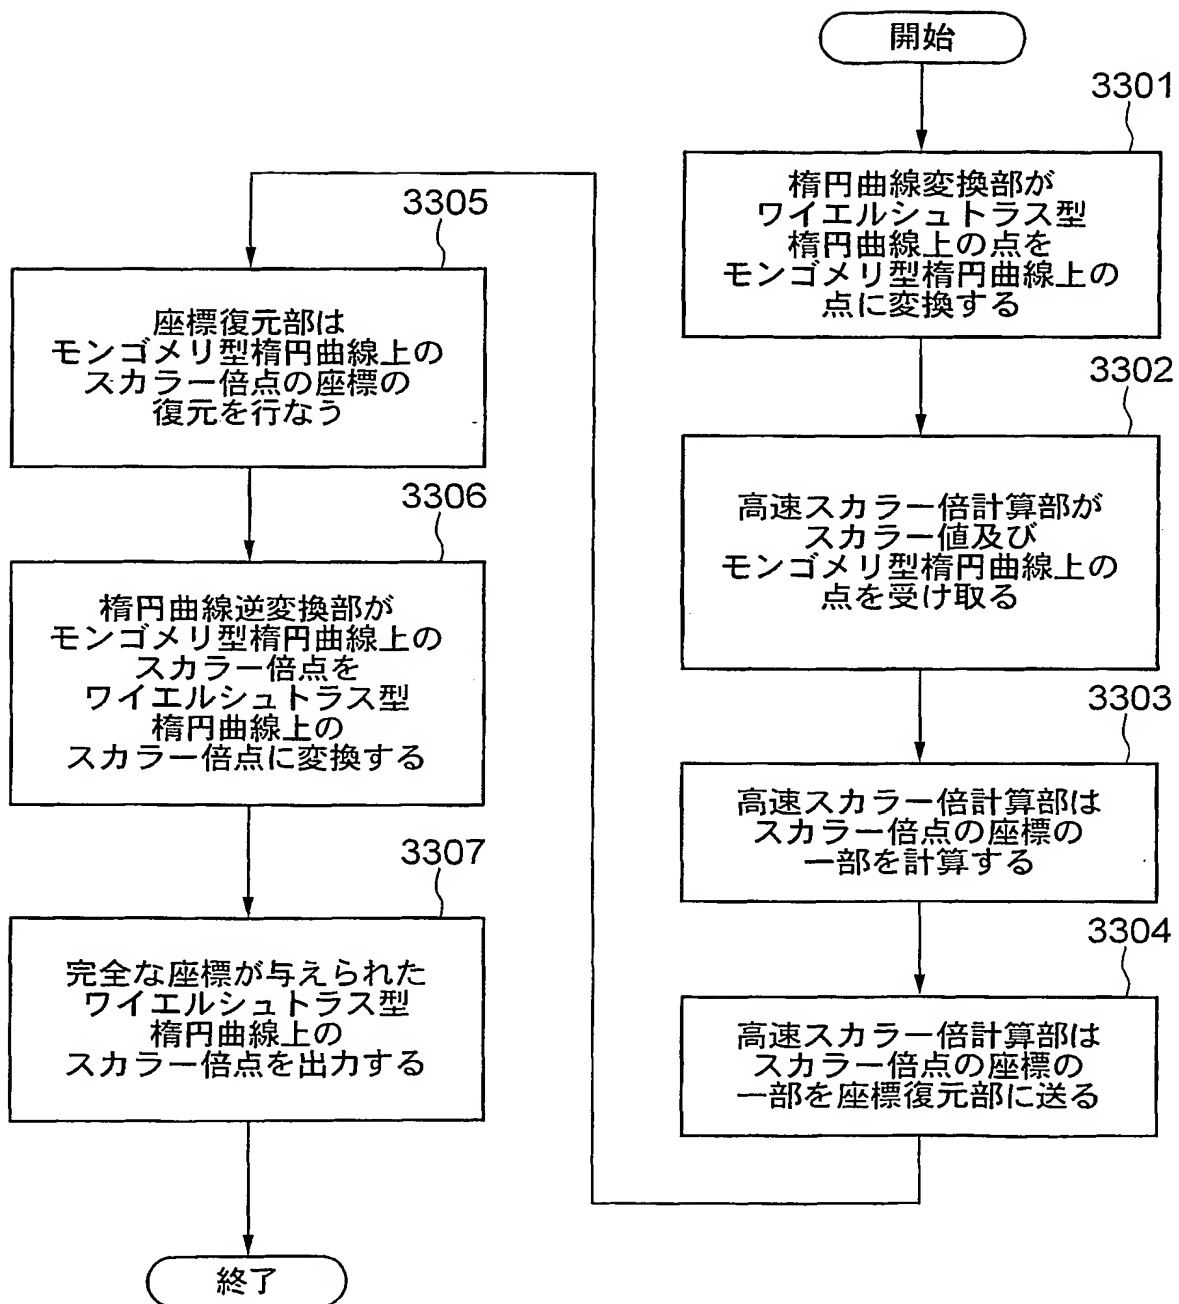 開始
3301
楕円曲線変換部が
ワイエルシュトラス型
楕円曲線上の点を
モンゴメリ型楕円曲線上の
点に変換する
3302
高速スカラー倍計算部が
スカラー値及び
モンゴメリ型楕円曲線上の
点を受け取る
3303
高速スカラー倍計算部は
スカラー倍点の座標の
一部を計算する
3304
高速スカラー倍計算部は
スカラー倍点の座標の
一部を座標復元部に送る
3305
座標復元部は
モンゴメリ型楕円曲線上の
スカラー倍点の座標の
復元を行なう
3306
楕円曲線逆変換部が
モンゴメリ型楕円曲線上の
スカラー倍点を
ワイエルシュトラス型
楕円曲線上の
スカラー倍点に変換する
3307
完全な座標が与えられた
ワイエルシュトラス型
楕円曲線上の
スカラー倍点を出力する
終了